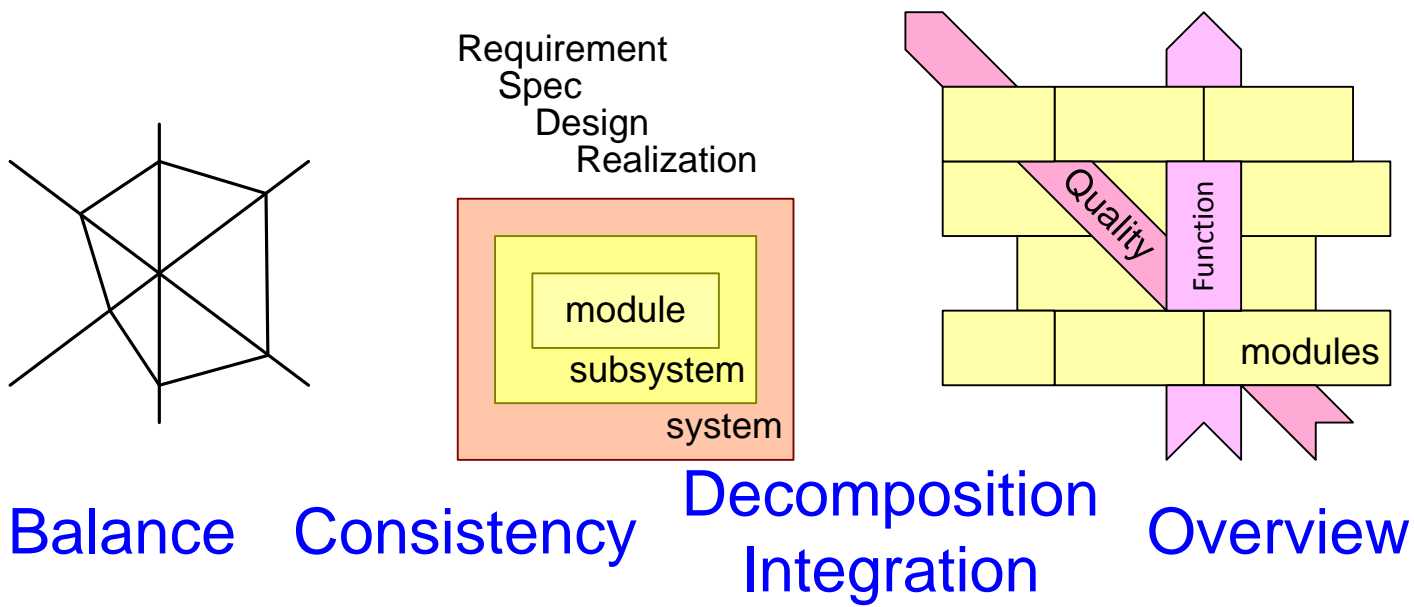 Requirement
Spec
Design
Realization
module
subsystem
system
Quality
Function
modules
Balance
Consistency
Decomposition
Integration
Overview